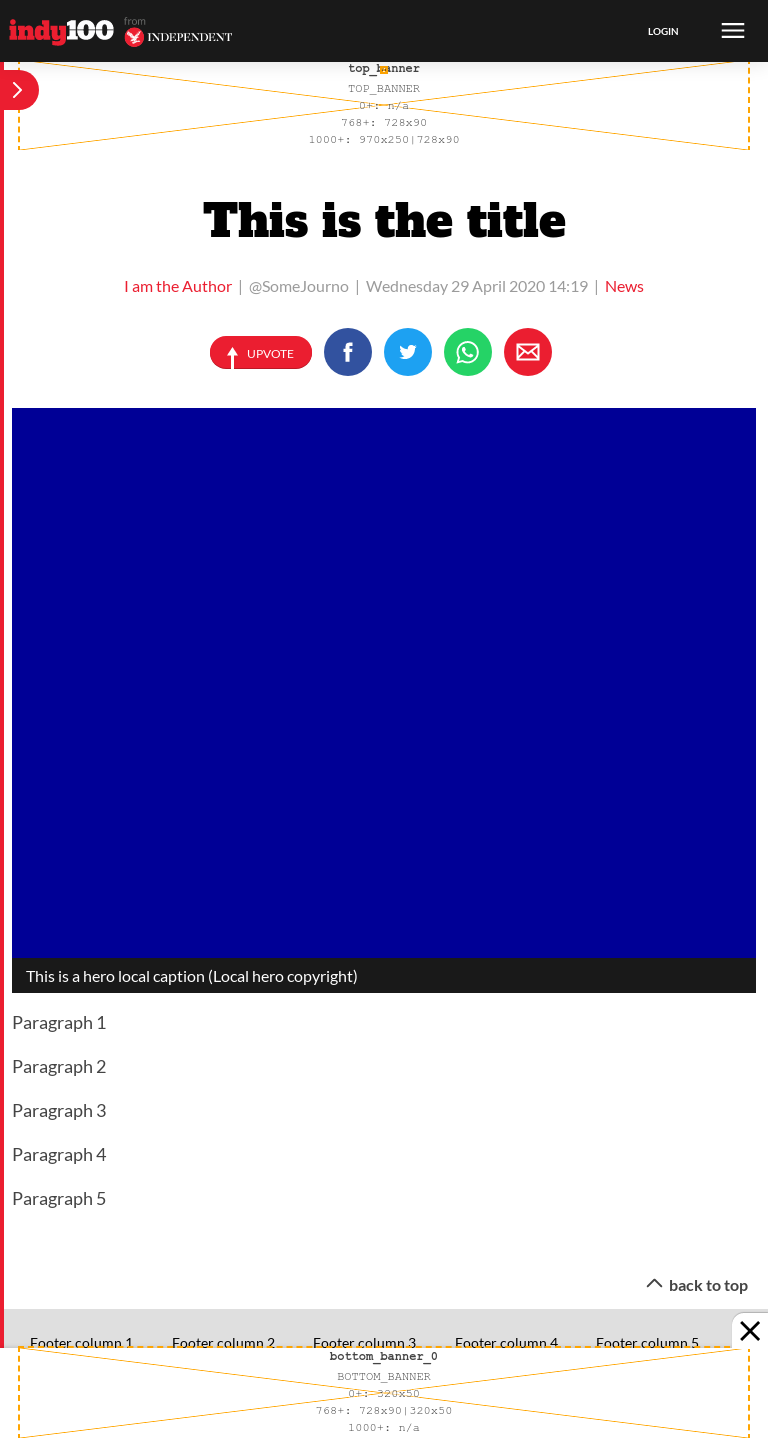 indy100 from INDEPENDENT
LOGIN
top_banner
TOP_BANNER
0+: n/a
768+: 728x90
1000+: 970x250|728x90
This is the title
I am the Author | @SomeJourno | Wednesday 29 April 2020 14:19 | News
UPVOTE
This is a hero local caption (Local hero copyright)
Paragraph 1
Paragraph 2
Paragraph 3
Paragraph 4
Paragraph 5
back to top
Footer column 1 Footer column 2 Footer column 3 Footer column 4 Footer column 5
bottom_banner_0
BOTTOM_BANNER
0+: 320x50
768+: 728x90|320x50
1000+: n/a